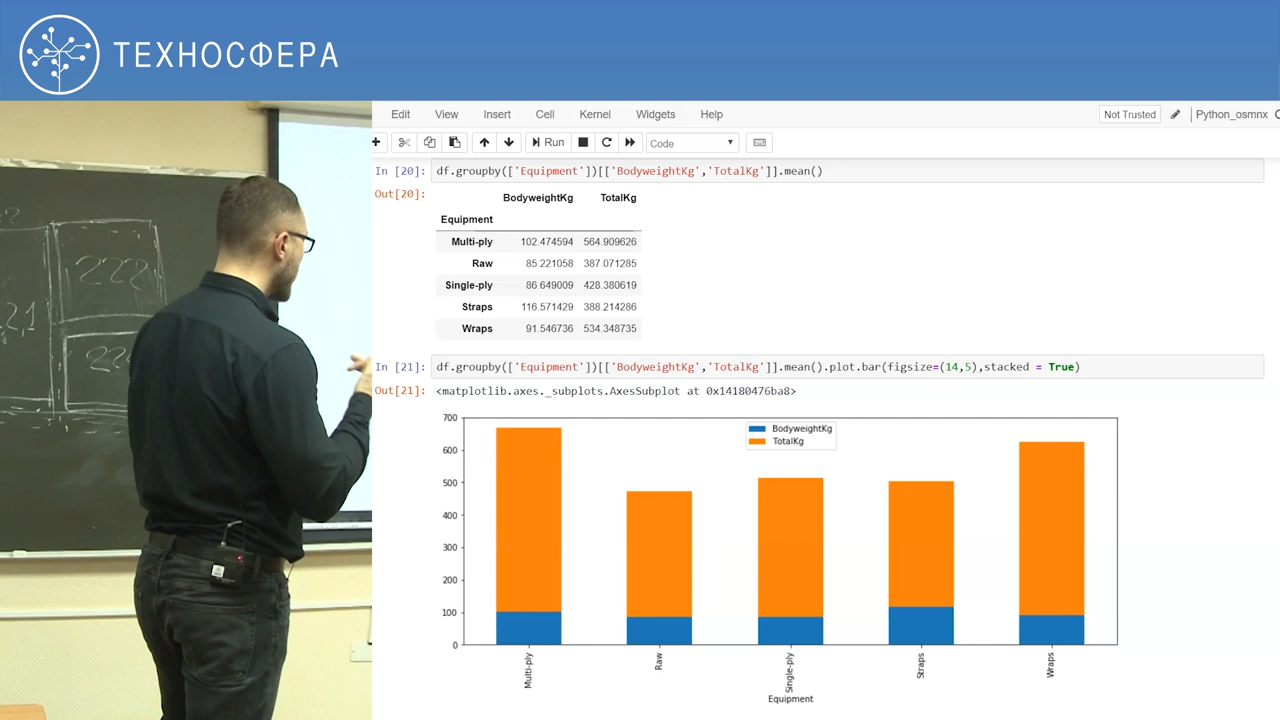 ТЕХНОСФЕРА
Edit View Insert Cell Kernel Widgets Help
Not Trusted Python_osmnx
Run Code
In [20]: df.groupby(['Equipment'])[['BodyweightKg','TotalKg']].mean()
Out[20]:
BodyweightKg TotalKg
Equipment
Multi-ply 102.474594 564.909626
Raw 85.221058 387.071285
Single-ply 86.649009 428.380619
Straps 116.571429 388.214286
Wraps 91.546736 534.348735
In [21]: df.groupby(['Equipment'])[['BodyweightKg','TotalKg']].mean().plot.bar(figsize=(14,5),stacked = True)
Out[21]: <matplotlib.axes._subplots.AxesSubplot at 0x14180476ba8>
700
600
500
400
300
200
100
0
BodyweightKg
TotalKg
Multi-ply
Raw
Single-ply
Straps
Wraps
Equipment
222